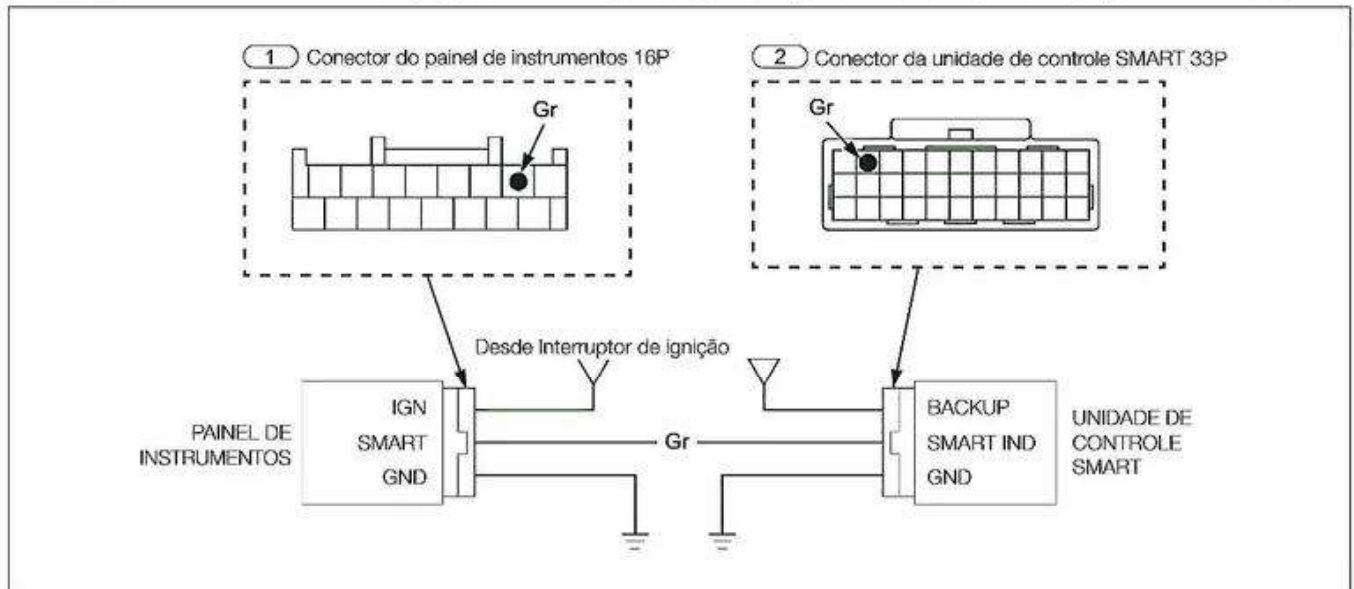 1 Conector do painel de instrumentos 16P
2 Conector da unidade de controle SMART 33P
Gr
Gr
Desde Interruptor de ignição
PAINEL DE
INSTRUMENTOS
IGN
SMART
GND
Gr
BACKUP
SMART IND
GND
UNIDADE DE
CONTROLE
SMART